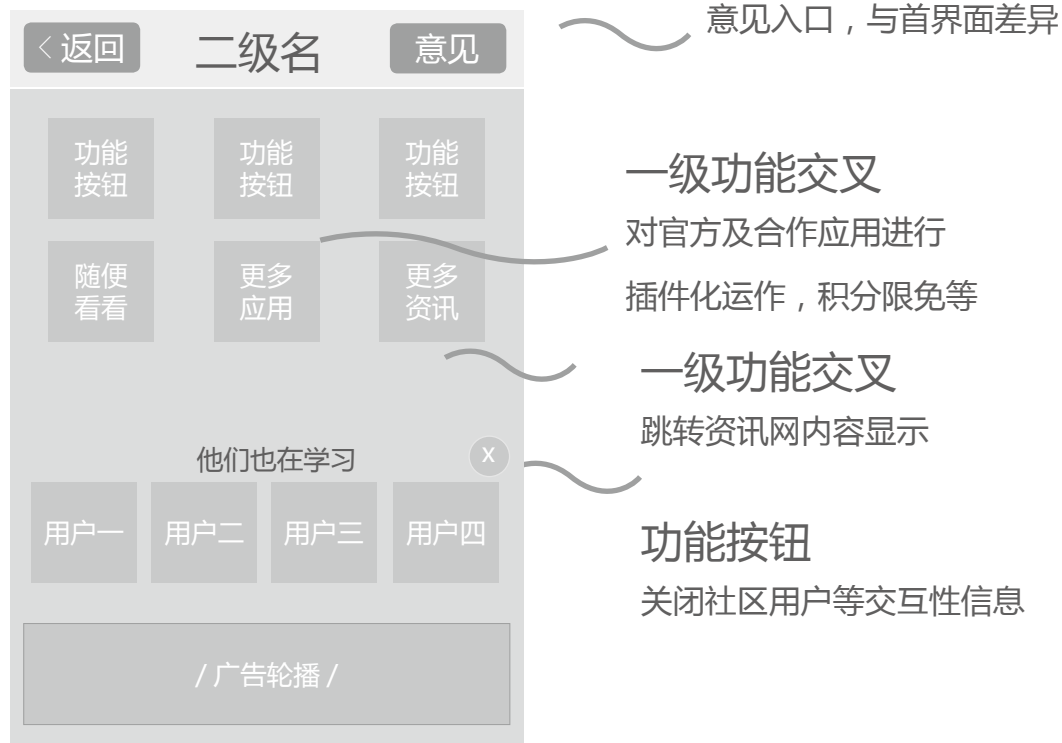 < 返回
二级名
意见
意见入口，与首界面差异
功能
按钮
功能
按钮
功能
按钮
一级功能交叉
对官方及合作应用进行
插件化运作，积分限免等
随便
看看
更多
应用
更多
资讯
一级功能交叉
跳转资讯网内容显示
他们也在学习
X
用户一
用户二
用户三
用户四
功能按钮
关闭社区用户等交互性信息
/ 广告轮播 /